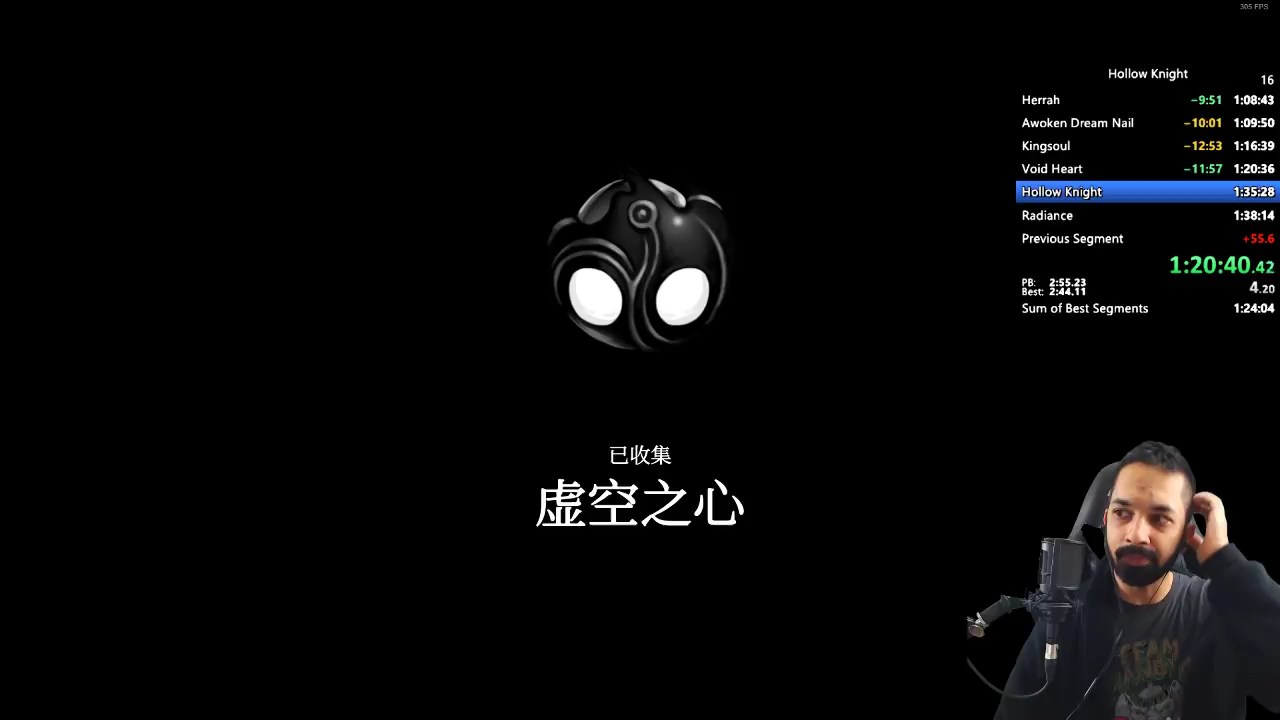 305 FPS
Hollow Knight
16
Herrah −9:51 1:08:43
Awoken Dream Nail −10:01 1:09:50
Kingsoul −12:53 1:16:39
Void Heart −11:57 1:20:36
Hollow Knight 1:35:28
Radiance 1:38:14
Previous Segment +55.6
1:20:40.42
PB: 2:55.23
Best: 2:44.11
4.20
Sum of Best Segments 1:24:04
已收集
虚空之心